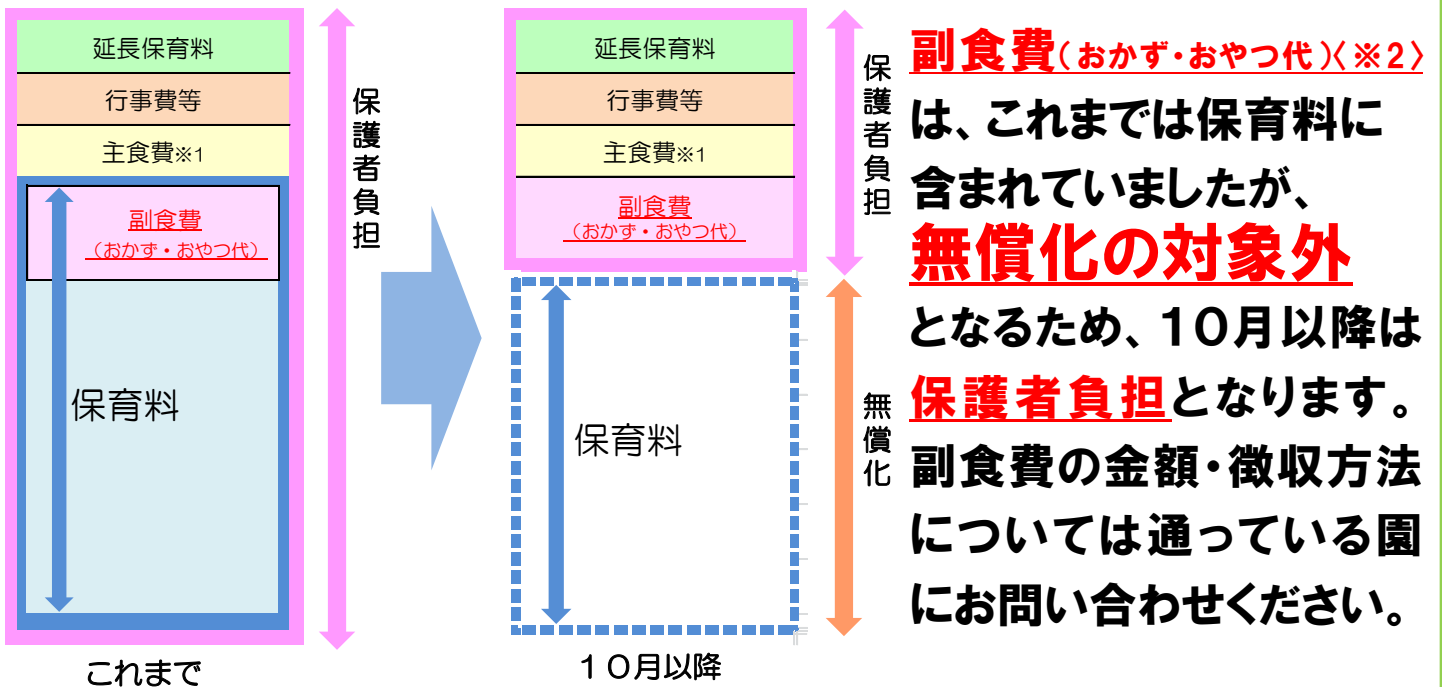 延長保育料
行事費等
主食費※1
副食費
（おかず・おやつ代）
保育料
保護者負担
これまで
延長保育料
行事費等
主食費※1
副食費
（おかず・おやつ代）
保育料
保護者負担
無償化
１０月以降
副食費（おかず・おやつ代）〈※2〉
は、これまでは保育料に
含まれていましたが、
無償化の対象外
となるため、１０月以降は
保護者負担となります。
副食費の金額・徴収方法
については通っている園
にお問い合わせください。